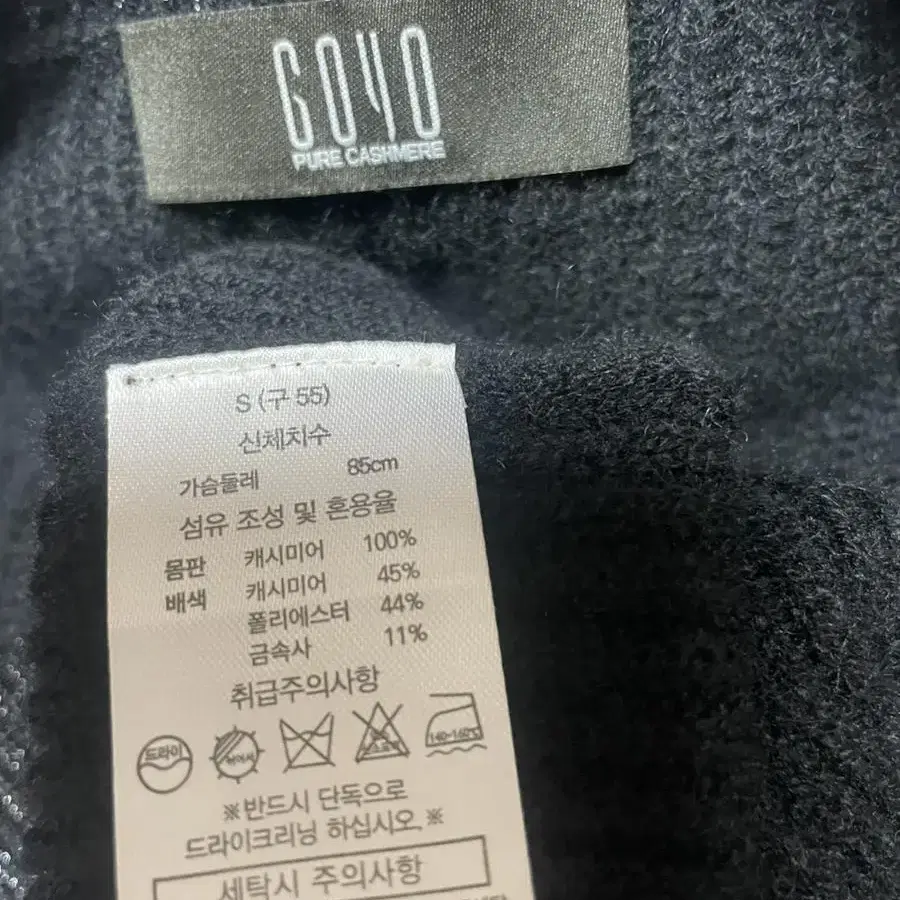 GOYO
PURE CASHMERE
S (구 55)
신체치수
가슴둘레 85cm
섬유 조성 및 혼용율
몸판 캐시미어 100%
배색 캐시미어 45%
폴리에스터 44%
금속사 11%
취급주의사항
드라이
140~160℃
※반드시 단독으로
드라이크리닝 하십시오.※
세탁시 주의사항